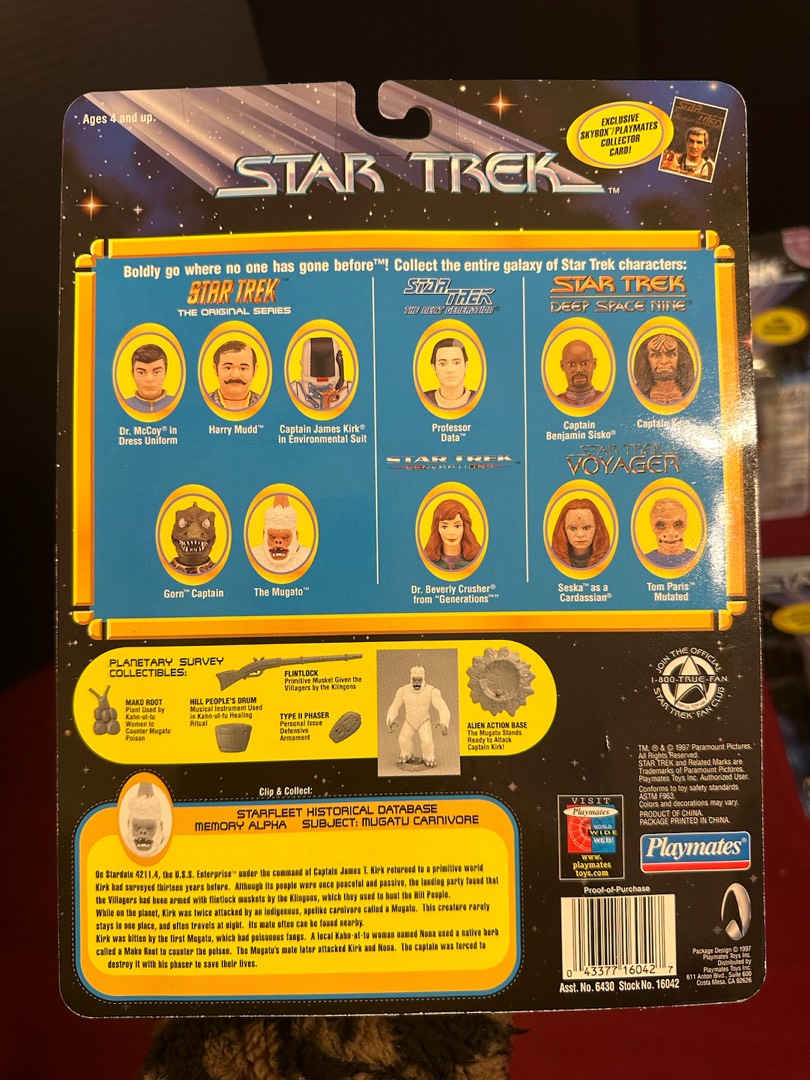 Ages 4 and up.
EXCLUSIVE
SKYBOX™/PLAYMATES
COLLECTOR
CARD!
STAR TREK™
Boldly go where no one has gone before™! Collect the entire galaxy of Star Trek characters:
STAR TREK™
THE ORIGINAL SERIES
Dr. McCoy® in
Dress Uniform
Harry Mudd™
Captain James Kirk®
in Environmental Suit
Gorn™ Captain
The Mugato™
STAR TREK
THE NEXT GENERATION®
Professor
Data™
STAR TREK
GENERATIONS™
Dr. Beverly Crusher®
from "Generations™"
STAR TREK
DEEP SPACE NINE®
Captain
Benjamin Sisko®
Captain
STAR TREK
VOYAGER
Seska™ as a
Cardassian®
Tom Paris™
Mutated
PLANETARY SURVEY
COLLECTIBLES:
MAKO ROOT
Plant Used by
Kahn-ut-tu
Women to
Counter Mugatu
Poison
FLINTLOCK
Primitive Musket Given the
Villagers by the Klingons
HILL PEOPLE'S DRUM
Musical Instrument Used
in Kahn-ut-tu Healing
Ritual
TYPE II PHASER
Personal Issue
Defensive
Armament
ALIEN ACTION BASE
The Mugatu Stands
Ready to Attack
Captain Kirk!
JOIN THE OFFICIAL
1-800-TRUE-FAN
STAR TREK® FAN CLUB
TM, ® & © 1997 Paramount Pictures.
All Rights Reserved.
STAR TREK and Related Marks are
Trademarks of Paramount Pictures.
Playmates Toys Inc. Authorized User.
Conforms to toy safety standards
ASTM F963.
Colors and decorations may vary.
PRODUCT OF CHINA.
PACKAGE PRINTED IN CHINA.
Clip & Collect:
STARFLEET HISTORICAL DATABASE
MEMORY ALPHA SUBJECT: MUGATU CARNIVORE
On Stardate 4211.4, the U.S.S. Enterprise™ under the command of Captain James T. Kirk returned to a primitive world
Kirk had surveyed thirteen years before. Although its people were once peaceful and passive, the landing party found that
the Villagers had been armed with flintlock muskets by the Klingons, which they used to hunt the Hill People.
While on the planet, Kirk was twice attacked by an indigenous, apelike carnivore called a Mugatu. This creature rarely
stays in one place, and often travels at night. Its mate can often be found nearby.
Kirk was bitten by the first Mugatu, which had poisonous fangs. A local Kahn-ut-tu woman named Nona used a native herb
called a Mako Root to counter the poison. The Mugatu's mate later attacked Kirk and Nona. The captain was forced to
destroy it with his phaser to save their lives.
VISIT
Playmates
WORLD
WIDE
WEB!
www.
playmates
toys.com
Playmates®
Proof-of-Purchase
0 43377 16042 7
Asst. No. 6430 Stock No. 16042
Package Design © 1997
Playmates Toys Inc.
Distributed by
Playmates Toys Inc.
611 Anton Blvd., Suite 600
Costa Mesa, CA 92626